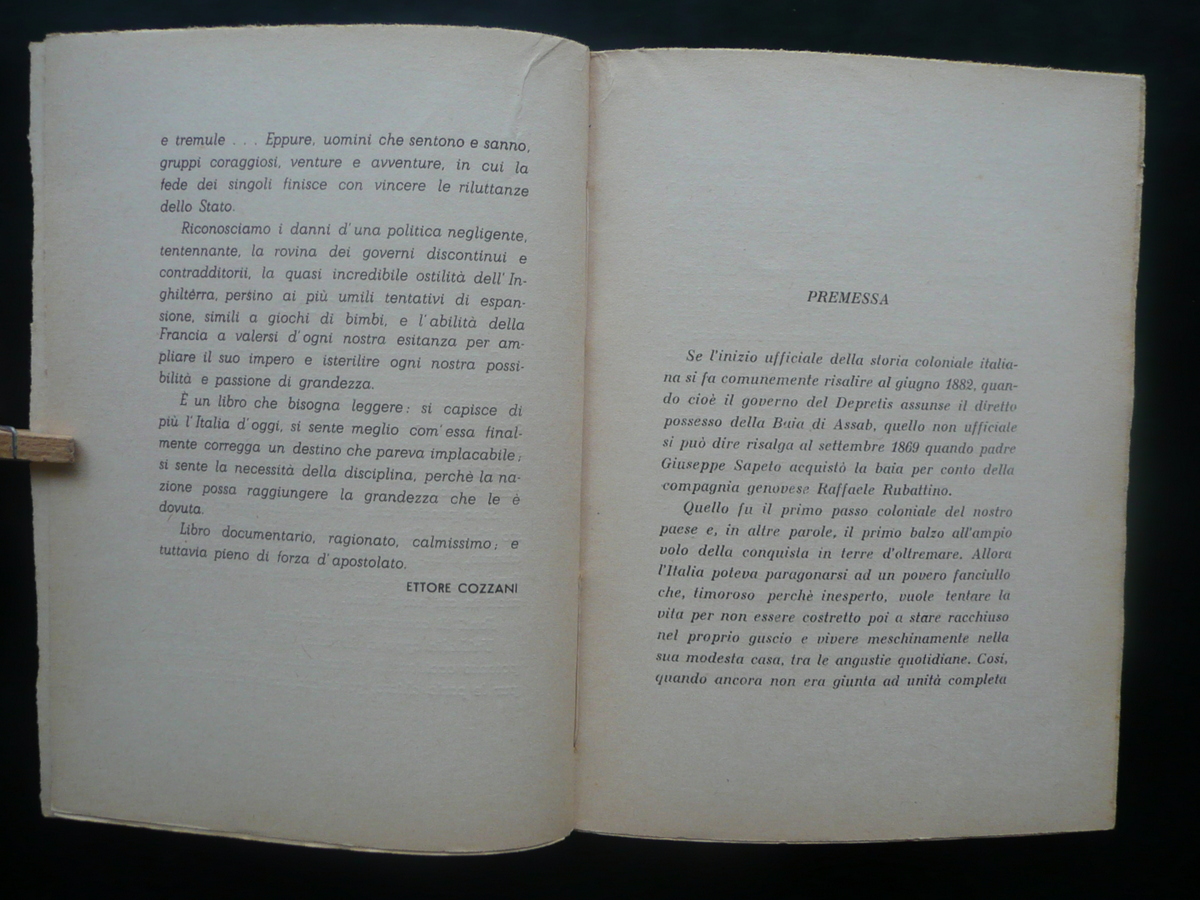 e tremule . . . Eppure, uomini che sentono e sanno,
gruppi coraggiosi, venture e avventure, in cui la
fede dei singoli finisce con vincere le riluttanze
dello Stato.
Riconosciamo i danni d'una politica negligente,
tentennante, la rovina dei governi discontinui e
contradditorii, la quasi incredibile ostilità dell'In-
ghiltèrra, persino ai più umili tentativi di espan-
sione, simili a giochi di bimbi, e l'abilità della
Francia a valersi d'ogni nostra esitanza per am-
pliare il suo impero e isterilire ogni nostra possi-
bilità e passione di grandezza.
È un libro che bisogna leggere: si capisce di
più l'Italia d'oggi, si sente meglio com'essa final-
mente corregga un destino che pareva implacabile;
si sente la necessità della disciplina, perchè la na-
zione possa raggiungere la grandezza che le è
dovuta.
Libro documentario, ragionato, calmissimo; e
tuttavia pieno di forza d'apostolato.
ETTORE COZZANI
PREMESSA
Se l'inizio ufficiale della storia coloniale italia-
na si fa comunemente risalire al giugno 1882, quan-
do cioè il governo del Depretis assunse il diretto
possesso della Baia di Assab, quello non ufficiale
si può dire risalga al settembre 1869 quando padre
Giuseppe Sapeto acquistò la baia per conto della
compagnia genovese Raffaele Rubattino.
Quello fu il primo passo coloniale del nostro
paese e, in altre parole, il primo balzo all'ampio
volo della conquista in terre d'oltremare. Allora
l'Italia poteva paragonarsi ad un povero fanciullo
che, timoroso perchè inesperto, vuole tentare la
vita per non essere costretto poi a stare racchiuso
nel proprio guscio e vivere meschinamente nella
sua modesta casa, tra le angustie quotidiane. Così,
quando ancora non era giunta ad unità completa